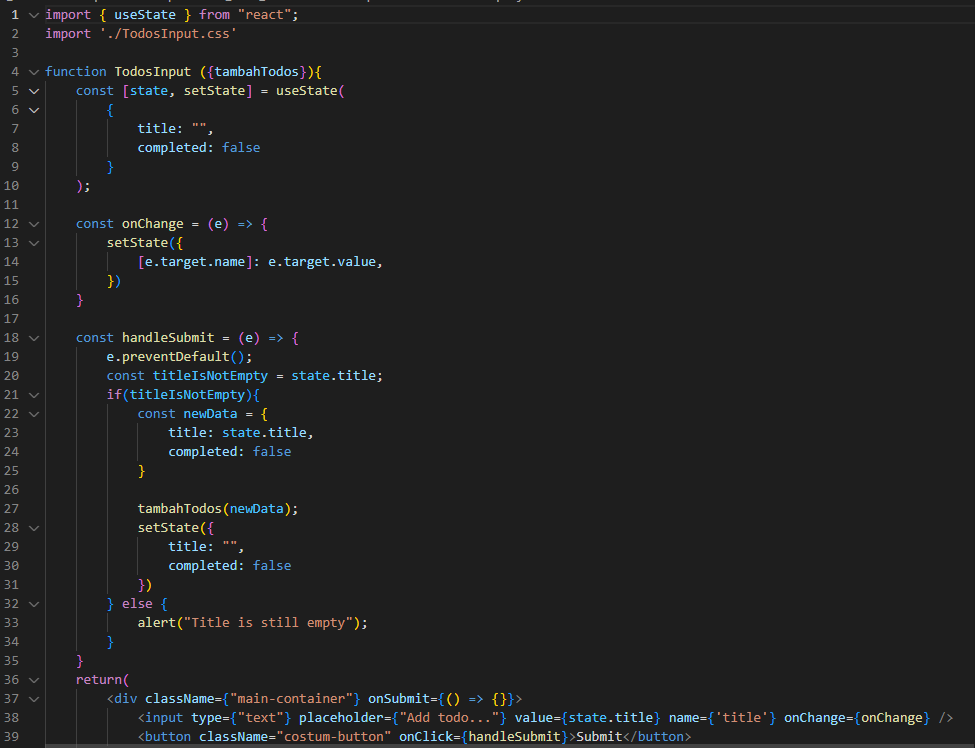 1 import { useState } from "react";
2 import './TodosInput.css'
3
4 function TodosInput ({tambahTodos}){
5     const [state, setState] = useState(
6         {
7             title: "",
8             completed: false
9         }
10     );
11
12     const onChange = (e) => {
13         setState({
14             [e.target.name]: e.target.value,
15         })
16     }
17
18     const handleSubmit = (e) => {
19         e.preventDefault();
20         const titleIsNotEmpty = state.title;
21         if(titleIsNotEmpty){
22             const newData = {
23                 title: state.title,
24                 completed: false
25             }
26
27             tambahTodos(newData);
28             setState({
29                 title: "",
30                 completed: false
31             })
32         } else {
33             alert("Title is still empty");
34         }
35     }
36     return(
37         <div className={"main-container"} onSubmit={() => {}}>
38             <input type={"text"} placeholder={"Add todo..."} value={state.title} name={'title'} onChange={onChange} />
39             <button className="costum-button" onClick={handleSubmit}>Submit</button>